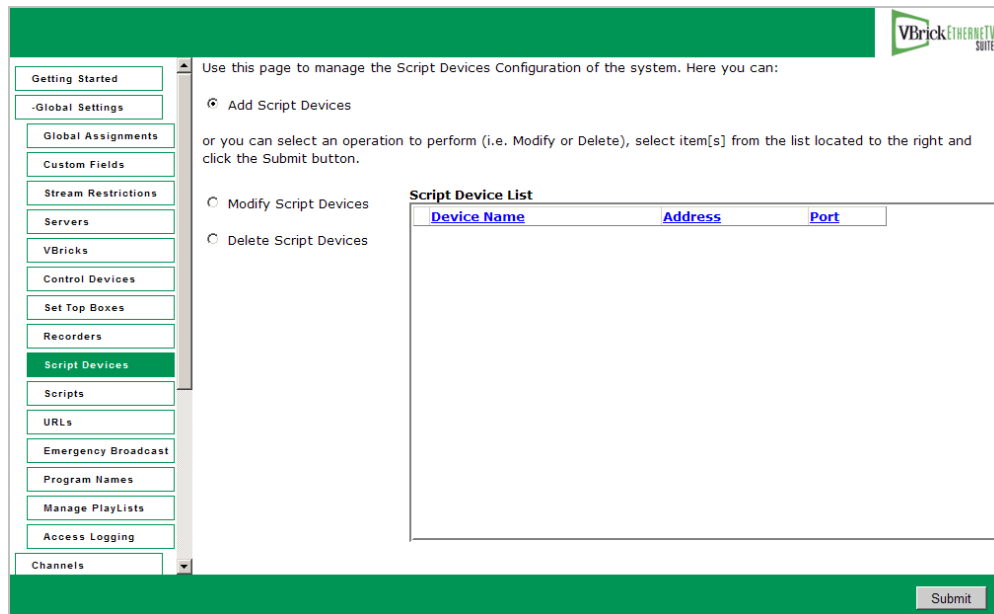 VBrick ETHERNETV
SUITE
Getting Started
-Global Settings
Global Assignments
Custom Fields
Stream Restrictions
Servers
VBricks
Control Devices
Set Top Boxes
Recorders
Script Devices
Scripts
URLs
Emergency Broadcast
Program Names
Manage PlayLists
Access Logging
Channels
Use this page to manage the Script Devices Configuration of the system. Here you can:
Add Script Devices
or you can select an operation to perform (i.e. Modify or Delete), select item[s] from the list located to the right and
click the Submit button.
Modify Script Devices
Delete Script Devices
Script Device List
Device Name Address Port
Submit